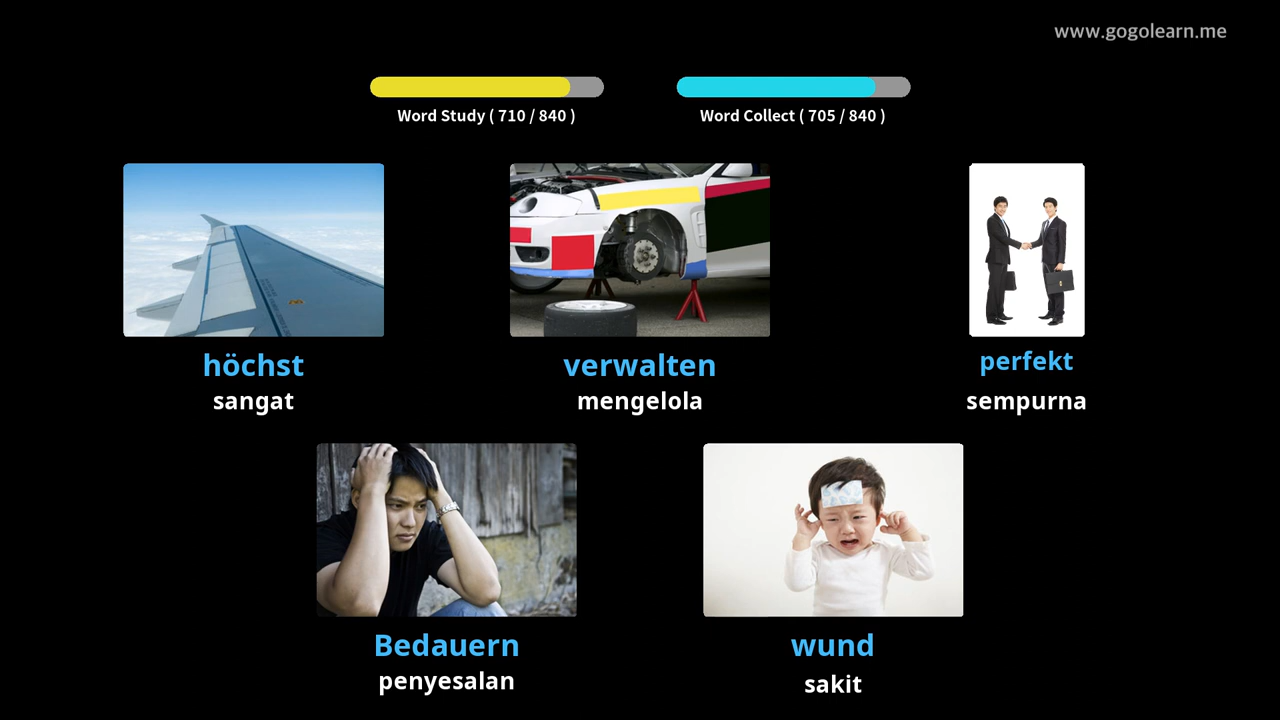 www.gogolearn.me
Word Study ( 710 / 840 )
Word Collect ( 705 / 840 )
höchst
sangat
verwalten
mengelola
perfekt
sempurna
Bedauern
penyesalan
wund
sakit